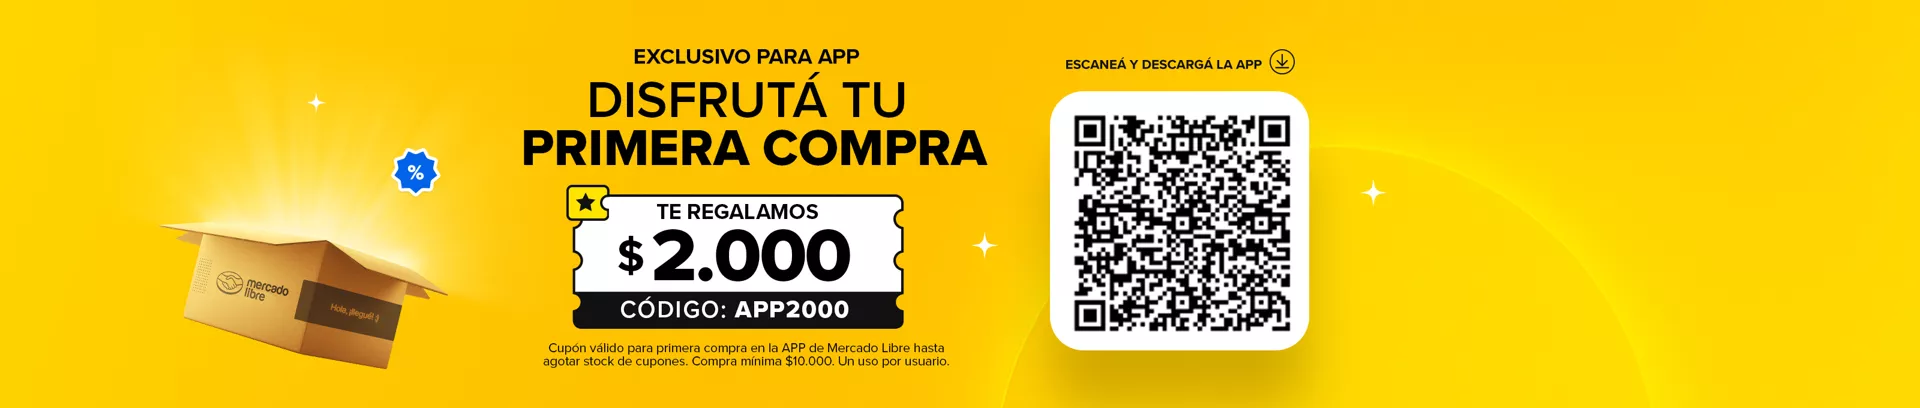 EXCLUSIVO PARA APP
DISFRUTÁ TU
PRIMERA COMPRA
TE REGALAMOS
$ 2.000
CÓDIGO: APP2000
Cupón válido para primera compra en la APP de Mercado Libre hasta
agotar stock de cupones. Compra mínima $10.000. Un uso por usuario.
ESCANEÁ Y DESCARGÁ LA APP
%
mercado
libre
Hola, ¡llegué! :)